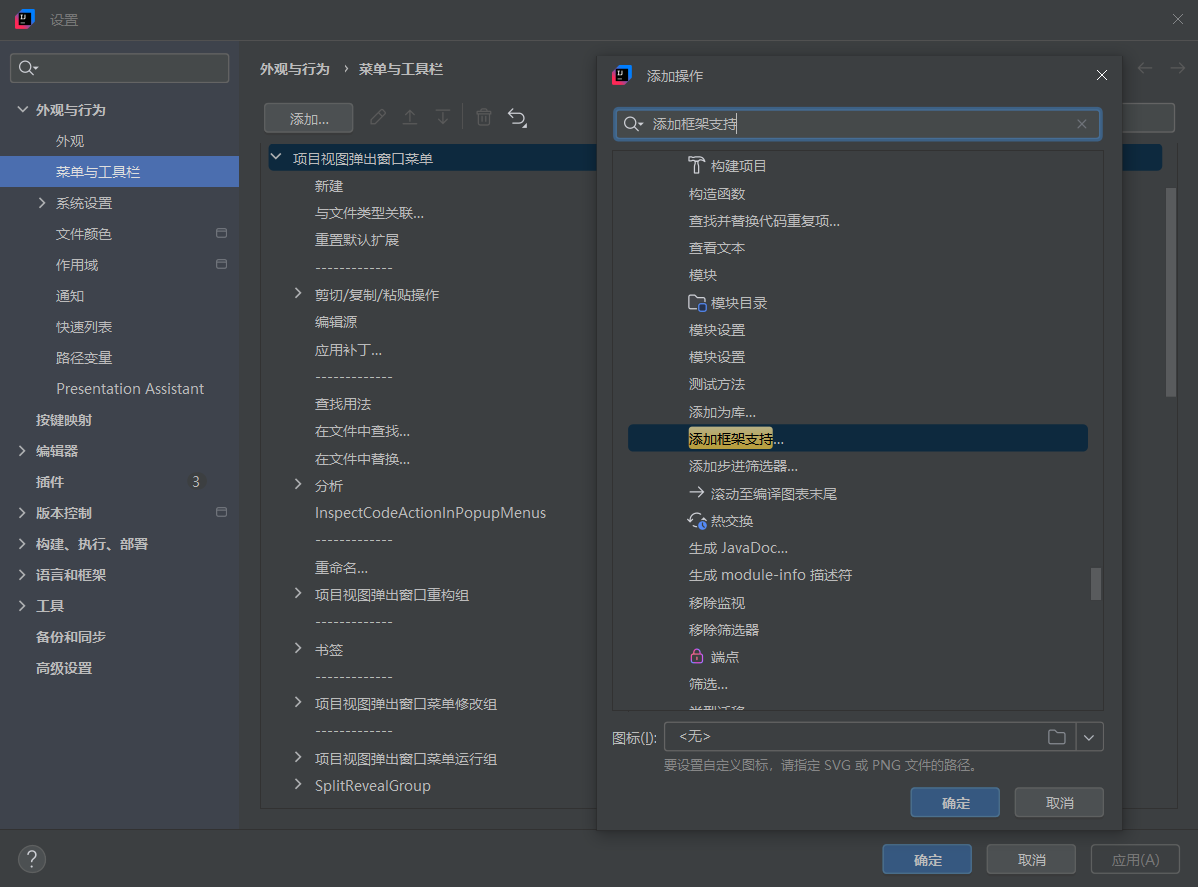 设置
外观与行为
外观
菜单与工具栏
系统设置
文件颜色
作用域
通知
快速列表
路径变量
Presentation Assistant
按键映射
编辑器
插件 3
版本控制
构建、执行、部署
语言和框架
工具
备份和同步
高级设置
外观与行为 › 菜单与工具栏
添加...
项目视图弹出窗口菜单
新建
与文件类型关联...
重置默认扩展
-------------
剪切/复制/粘贴操作
编辑源
应用补丁...
-------------
查找用法
在文件中查找...
在文件中替换...
分析
InspectCodeActionInPopupMenus
-------------
重命名...
项目视图弹出窗口重构组
-------------
书签
-------------
项目视图弹出窗口菜单修改组
-------------
项目视图弹出窗口菜单运行组
SplitRevealGroup
添加操作
添加框架支持
构建项目
构造函数
查找并替换代码重复项...
查看文本
模块
模块目录
模块设置
模块设置
测试方法
添加为库...
添加框架支持...
添加步进筛选器...
滚动至编译图表末尾
热交换
生成 JavaDoc...
生成 module-info 描述符
移除监视
移除筛选器
端点
筛选...
类型迁移
图标(I): <无>
要设置自定义图标，请指定 SVG 或 PNG 文件的路径。
确定 取消
? 确定 取消 应用(A)